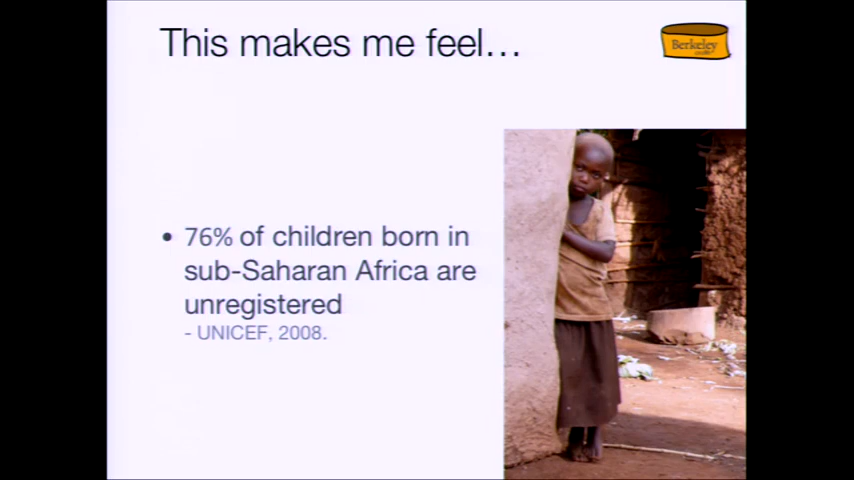 This makes me feel...
Berkeley
• 76% of children born in
sub-Saharan Africa are
unregistered
- UNICEF, 2008.